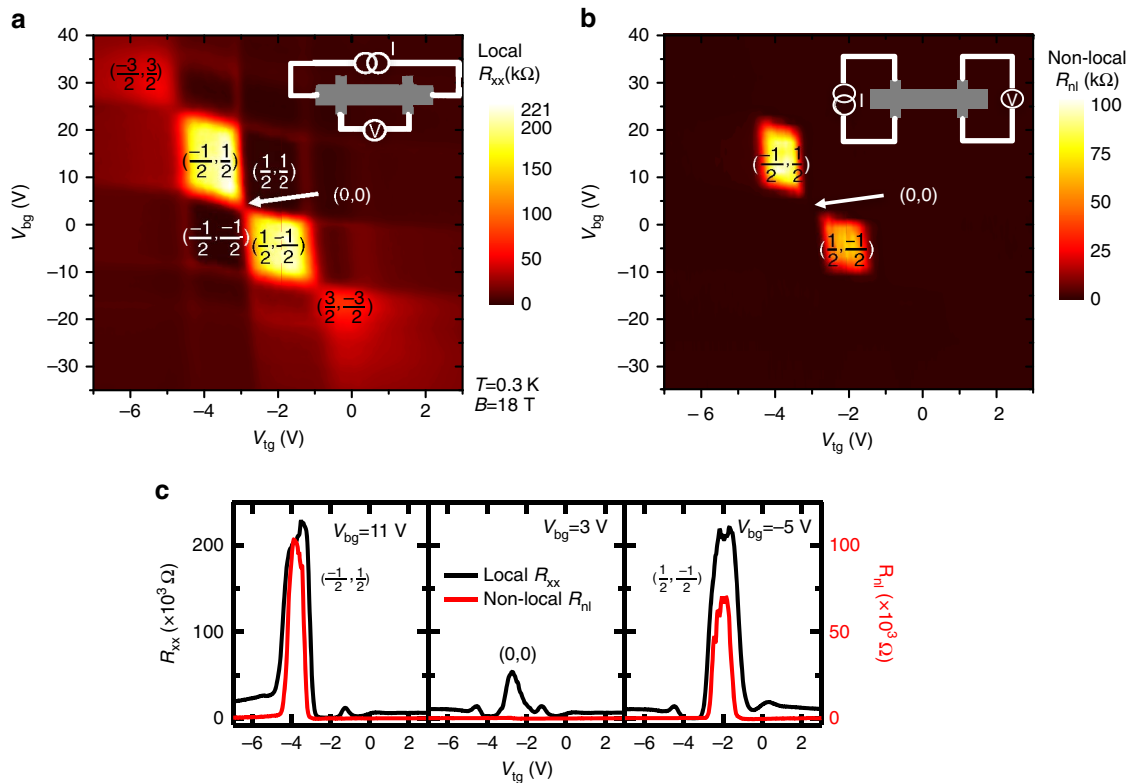 a
Local
R_xx(kΩ)
221
200
150
100
50
0
40
30
20
10
0
−10
−20
−30
V_bg (V)
(−3/2, 3/2)
(−1/2, 1/2)
(1/2, 1/2)
(0,0)
(−1/2, −1/2)
(1/2, −1/2)
(3/2, −3/2)
I
V
T=0.3 K
B=18 T
−6 −4 −2 0 2
V_tg (V)
b
Non-local
R_nl (kΩ)
100
75
50
25
0
40
30
20
10
0
−10
−20
−30
V_bg (V)
(−1/2, 1/2)
(0,0)
(1/2, −1/2)
I
V
−6 −4 −2 0 2
V_tg (V)
c
V_bg=11 V
V_bg=3 V
V_bg=−5 V
200
100
0
R_xx (×10³ Ω)
(−1/2, 1/2)
Local R_xx
Non-local R_nl
(0,0)
(1/2, −1/2)
100
50
0
R_nl (×10³ Ω)
−6 −4 −2 0 2 −6 −4 −2 0 2 −6 −4 −2 0 2
V_tg (V)